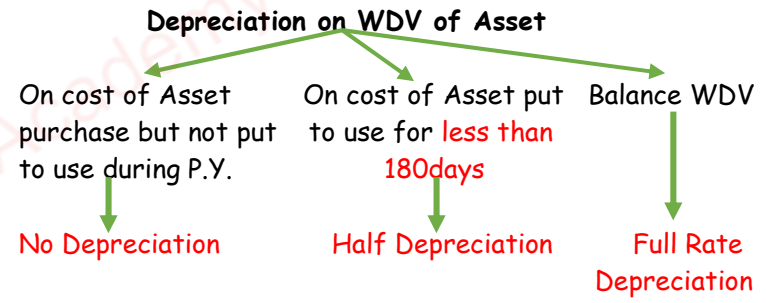 Depreciation on WDV of Asset
On cost of Asset
purchase but not put
to use during P.Y.
On cost of Asset put
to use for less than
180days
Balance WDV
No Depreciation
Half Depreciation
Full Rate
Depreciation
Academy